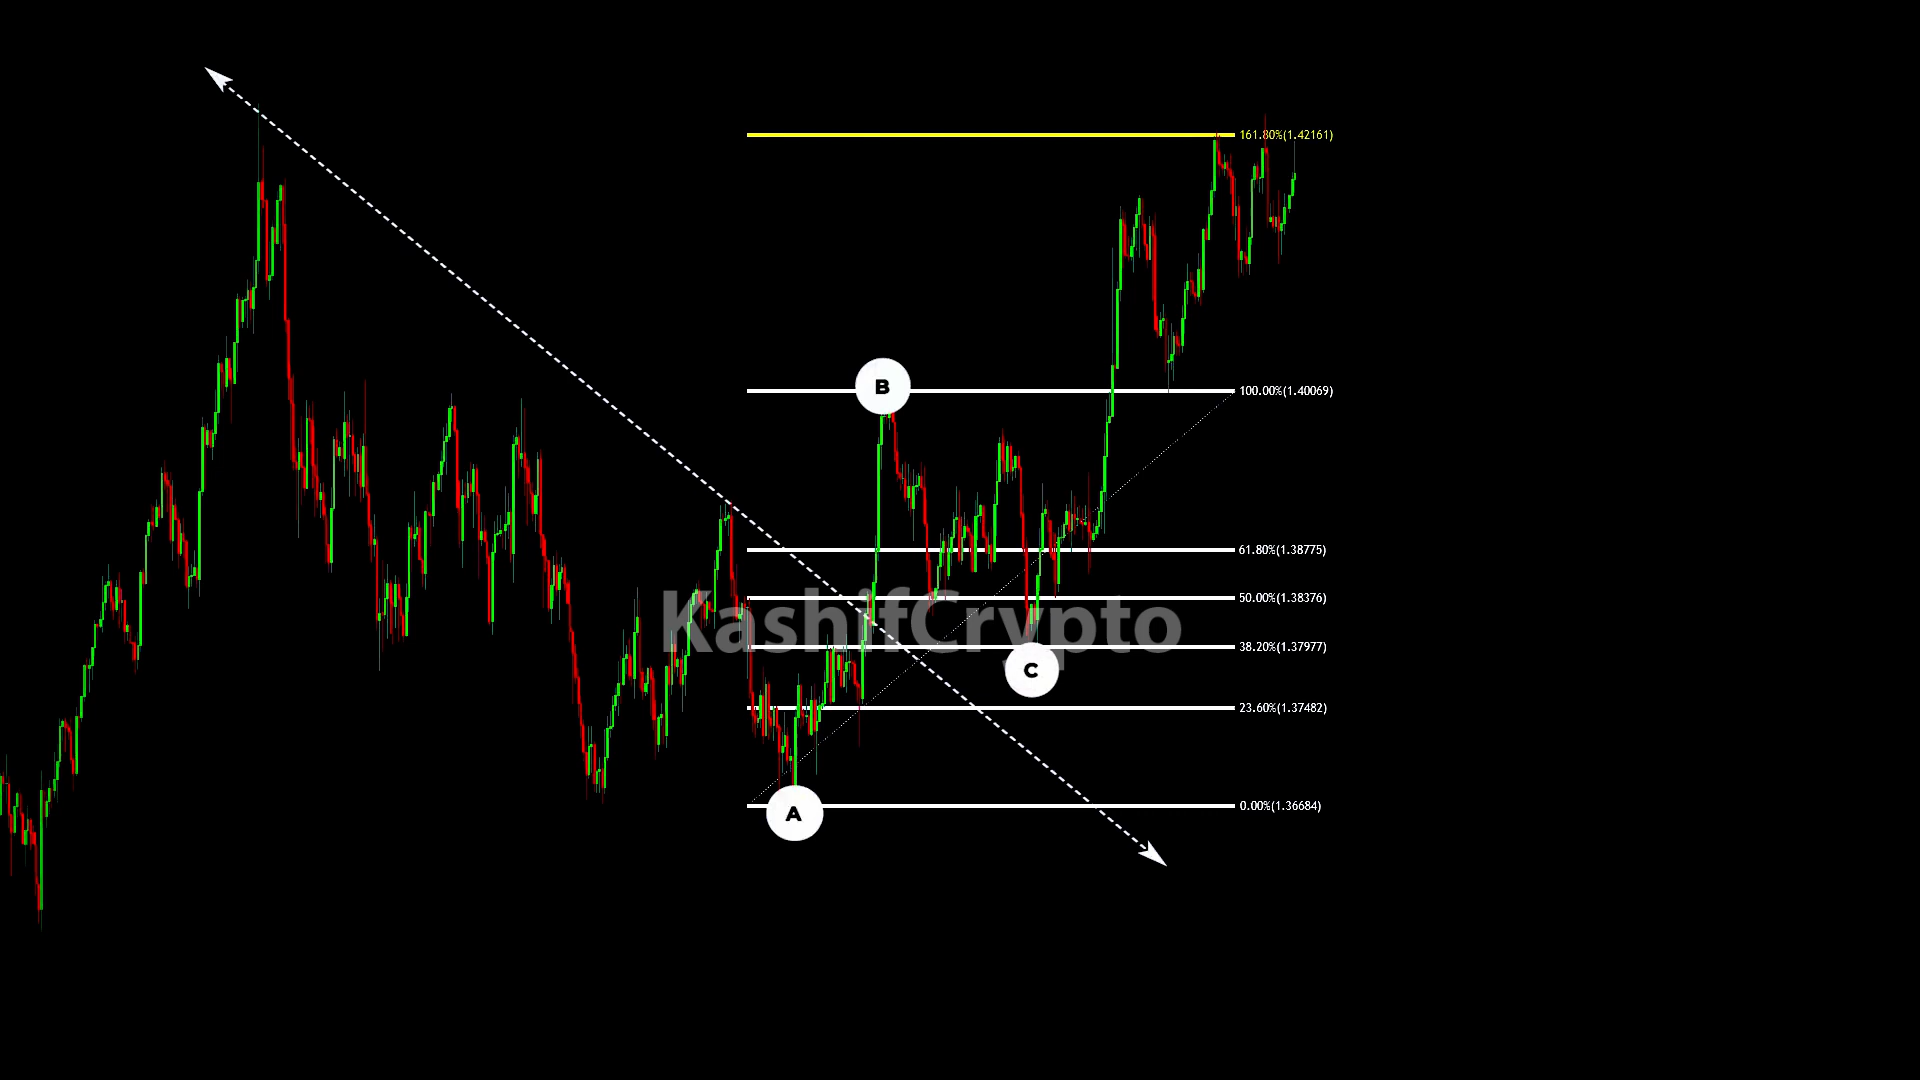 161.80%(1.42161)
B
100.00%(1.40069)
61.80%(1.38775)
50.00%(1.38376)
KashifCrypto
38.20%(1.37977)
C
23.60%(1.37482)
0.00%(1.36684)
A